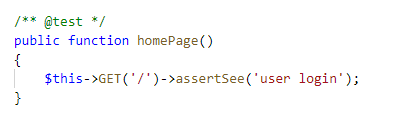 /** @test */
public function homePage()
{
    $this->GET('/')->assertSee('user login');
}